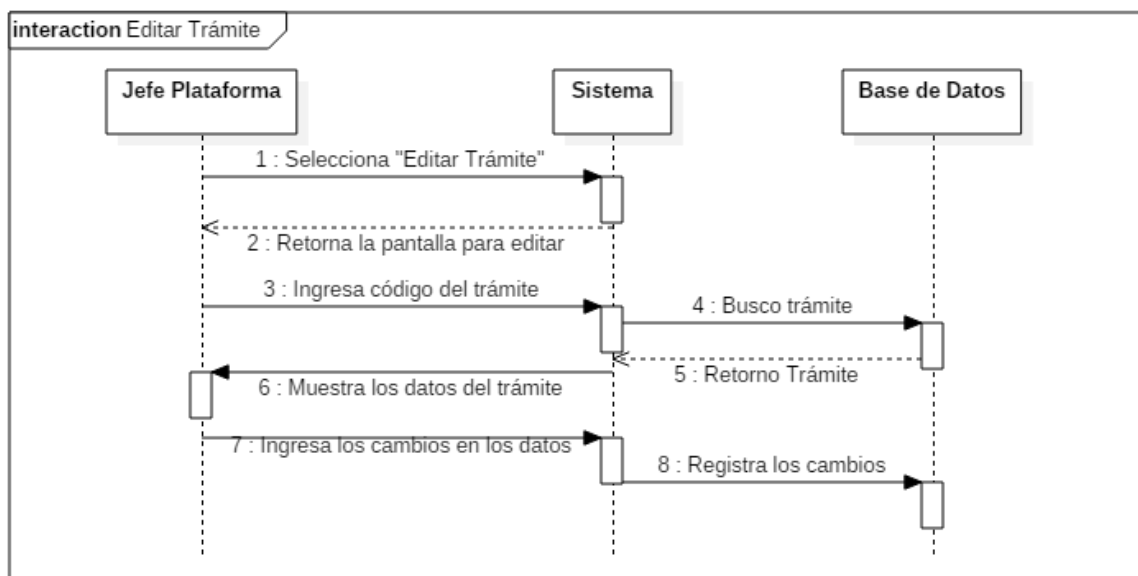 interaction Editar Trámite
Jefe Plataforma
Sistema
Base de Datos
1 : Selecciona "Editar Trámite"
2 : Retorna la pantalla para editar
3 : Ingresa código del trámite
4 : Busco trámite
5 : Retorno Trámite
6 : Muestra los datos del trámite
7 : Ingresa los cambios en los datos
8 : Registra los cambios